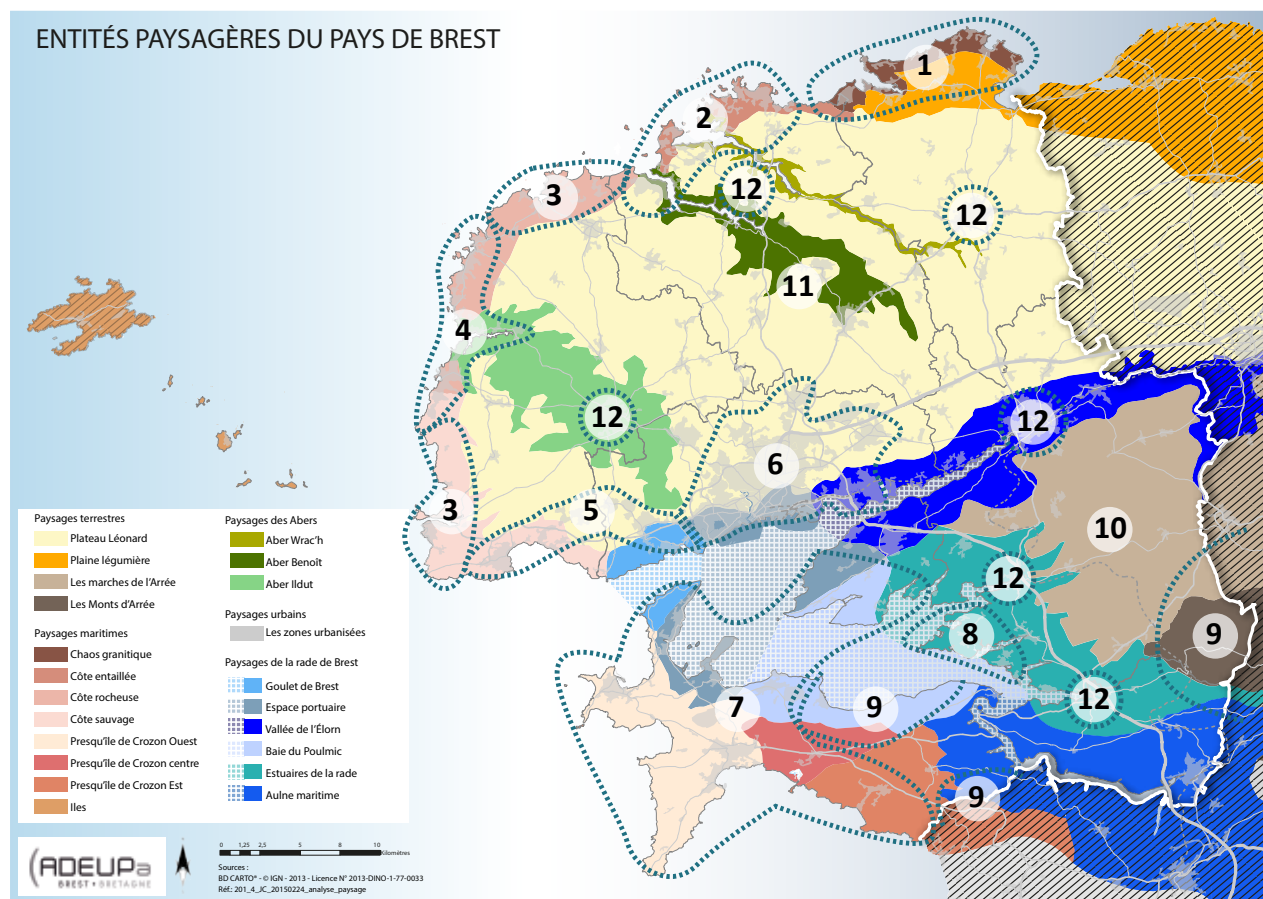 ENTITÉS PAYSAGÈRES DU PAYS DE BREST
1
2
3
12
12
11
4
12
12
6
3
5
10
12
8
9
12
7
9
9
Paysages terrestres
Plateau Léonard
Plaine légumière
Les marches de l'Arrée
Les Monts d'Arrée
Paysages maritimes
Chaos granitique
Côte entaillée
Côte rocheuse
Côte sauvage
Presqu'île de Crozon Ouest
Presqu'île de Crozon centre
Presqu'île de Crozon Est
Iles
Paysages des Abers
Aber Wrac'h
Aber Benoît
Aber Ildut
Paysages urbains
Les zones urbanisées
Paysages de la rade de Brest
Goulet de Brest
Espace portuaire
Vallée de l'Élorn
Baie du Poulmic
Estuaires de la rade
Aulne maritime
ADEUPa
BREST • BRETAGNE
0 1,25 2,5 5 8 10
Kilomètres
Sources :
BD CARTO® - © IGN - 2013 - Licence N° 2013-DINO-1-77-0033
Réf.: 201_4_JC_20150224_analyse_paysage